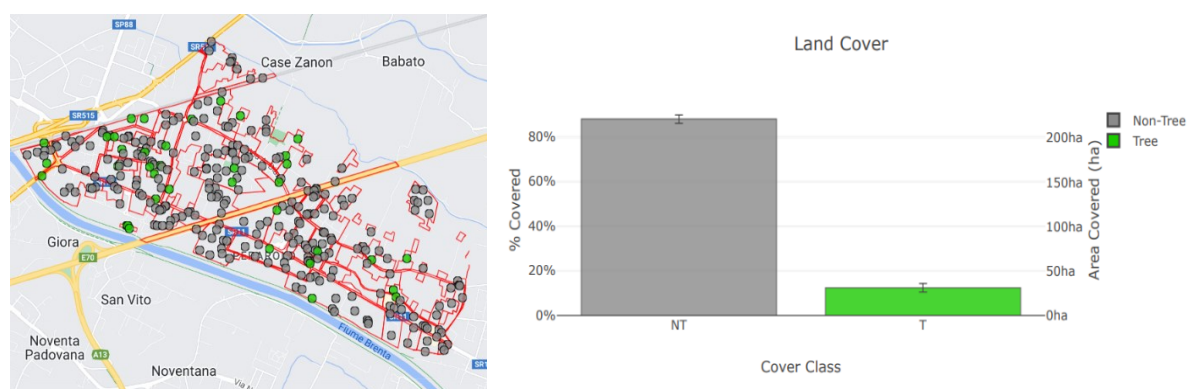 SP88
Case Zanon
Babato
SR515
Giora
E70
San Vito
Noventa
Padovana
A13
Noventana
Fiume Brenta
Land Cover
% Covered
80%
60%
40%
20%
0%
NT
T
Cover Class
200ha
150ha
100ha
50ha
0ha
Area Covered (ha)
Non-Tree
Tree